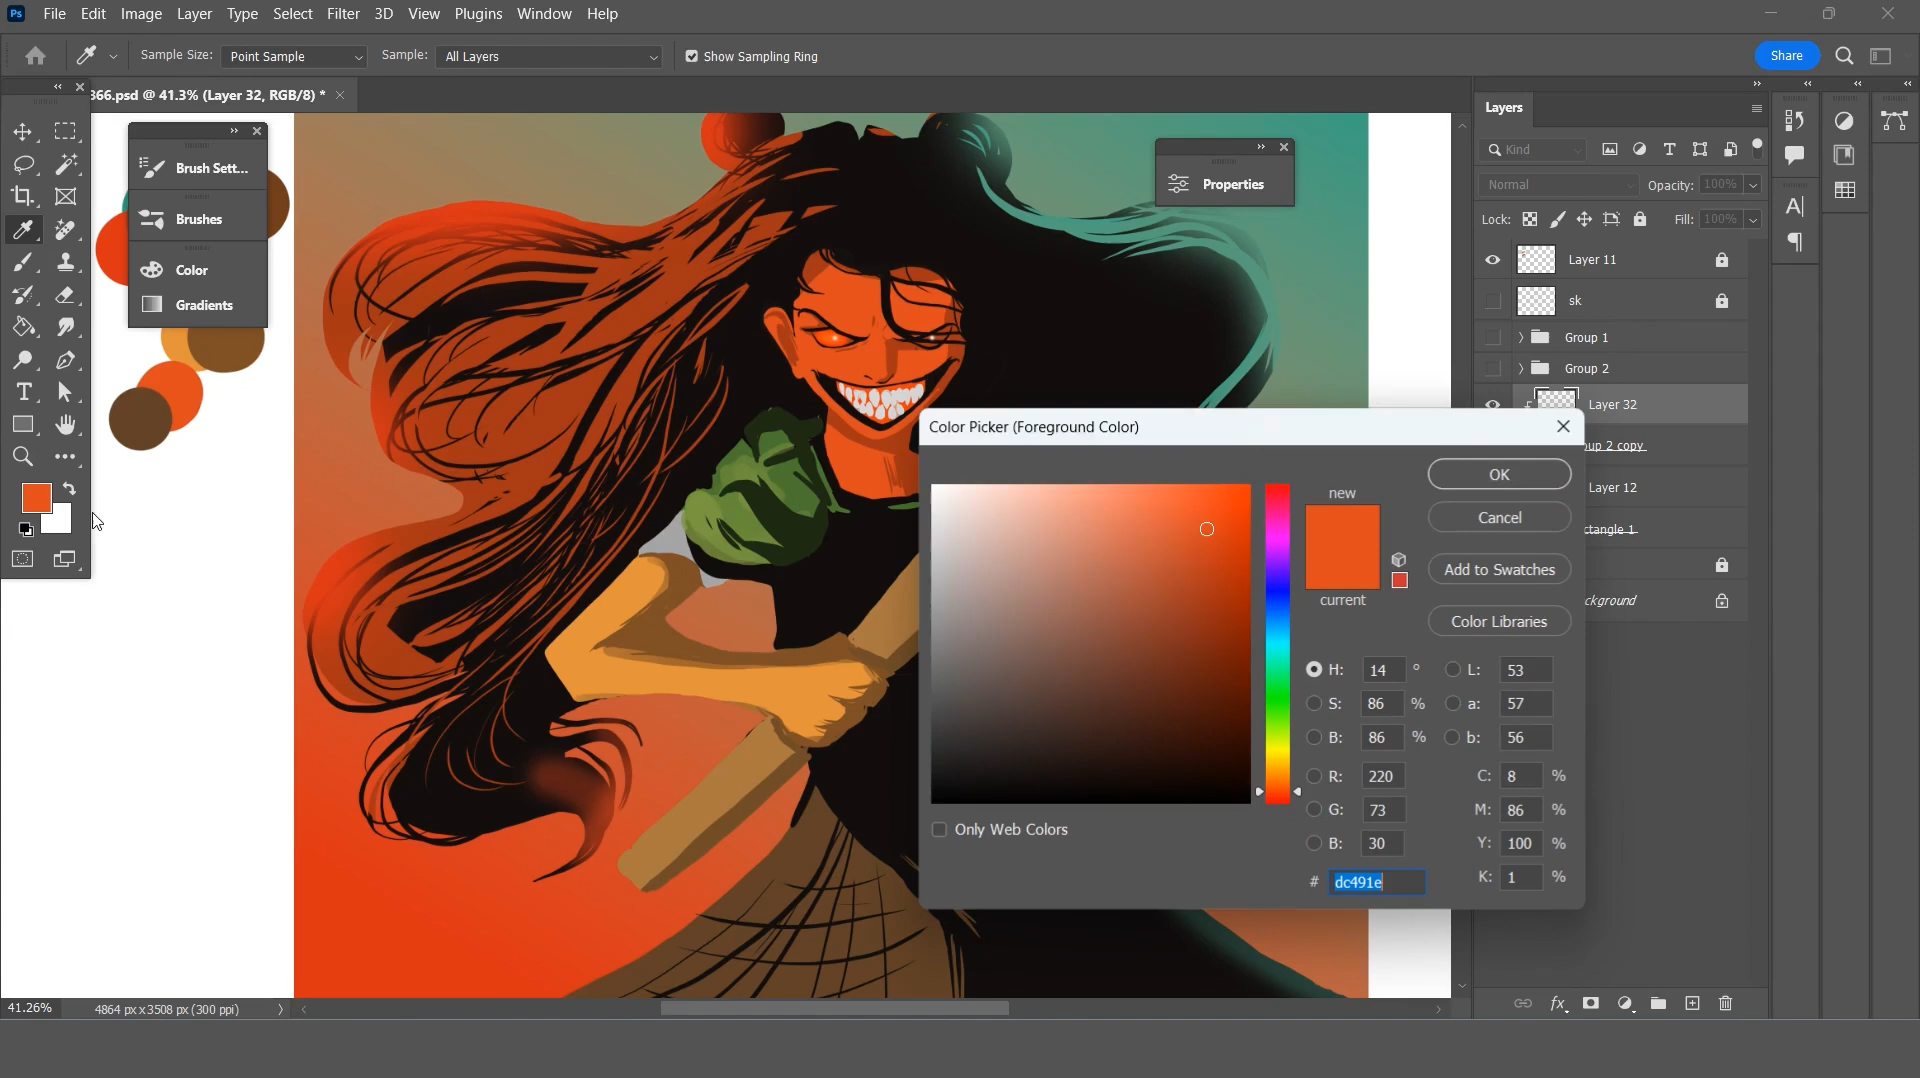 Ps File Edit Image Layer Type Select Filter 3D View Plugins Window Help
Sample Size: Point Sample Sample: All Layers Show Sampling Ring Share
366.psd @ 41.3% (Layer 32, RGB/8) *
Brush Sett...
Brushes
Color
Gradients
Properties
Layers
Kind
Normal Opacity: 100%
Lock: Fill: 100%
Layer 11
sk
Group 1
Group 2
Layer 32
oup 2 copy
Layer 12
ctangle 1
ckground
Color Picker (Foreground Color)
new
current
OK
Cancel
Add to Swatches
Color Libraries
H: 14 ° L: 53
S: 86 % a: 57
B: 86 % b: 56
R: 220 C: 8 %
G: 73 M: 86 %
B: 30 Y: 100 %
# dc491e K: 1 %
Only Web Colors
41.26% 4864 px x 3508 px (300 ppi)